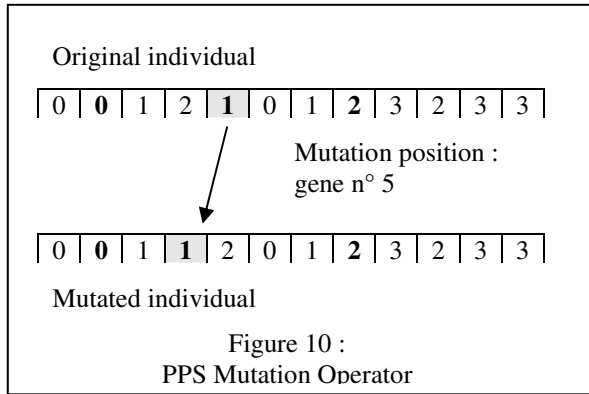 Original individual
0 0 1 2 1 0 1 2 3 2 3 3
Mutation position :
gene n° 5
0 0 1 1 2 0 1 2 3 2 3 3
Mutated individual
Figure 10 :
PPS Mutation Operator